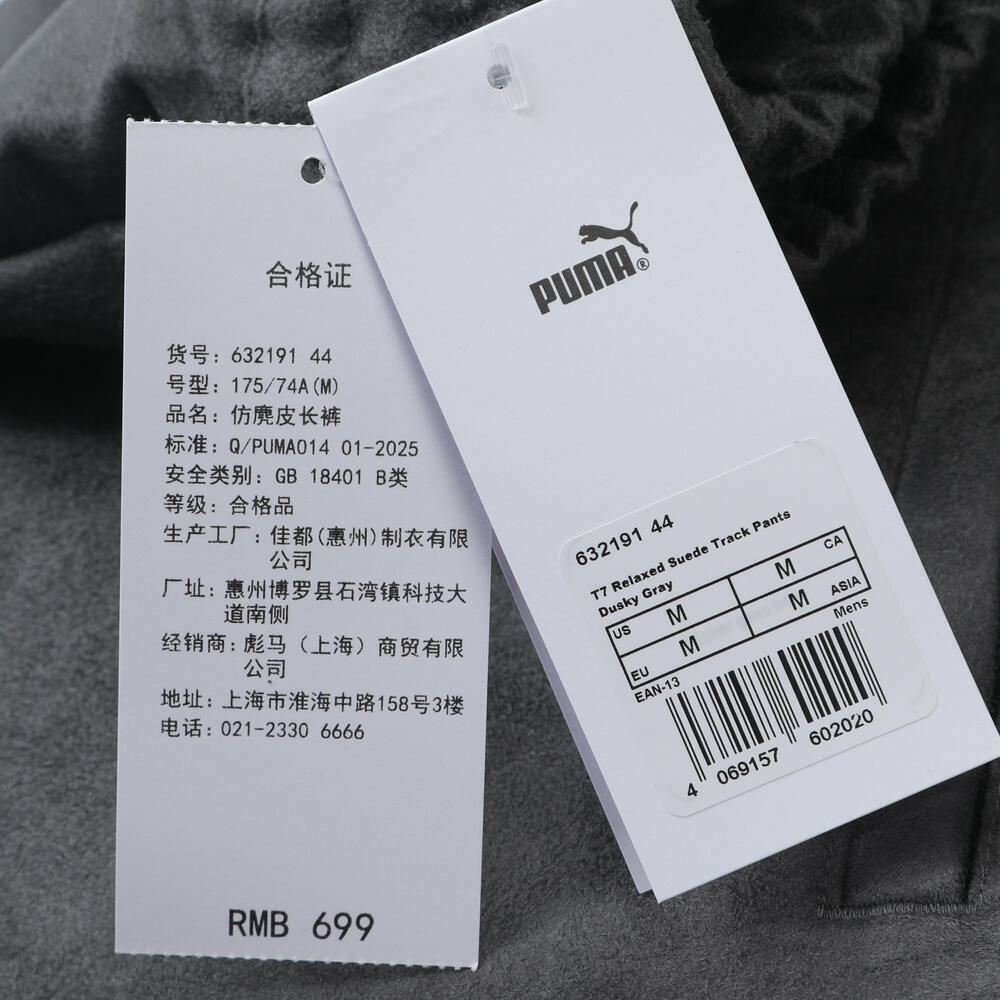 合格证
货号: 632191 44
号型: 175/74A(M)
品名: 仿麂皮长裤
标准: Q/PUMA014 01-2025
安全类别: GB 18401 B类
等级: 合格品
生产工厂: 佳都(惠州)制衣有限
公司
厂址: 惠州博罗县石湾镇科技大
道南侧
经销商: 彪马（上海）商贸有限
公司
地址: 上海市淮海中路158号3楼
电话: 021-2330 6666
RMB 699
PUMA®
632191 44
T7 Relaxed Suede Track Pants
Dusky Gray
US M M CA
EU M M ASIA
EAN-13 Mens
4 069157 602020